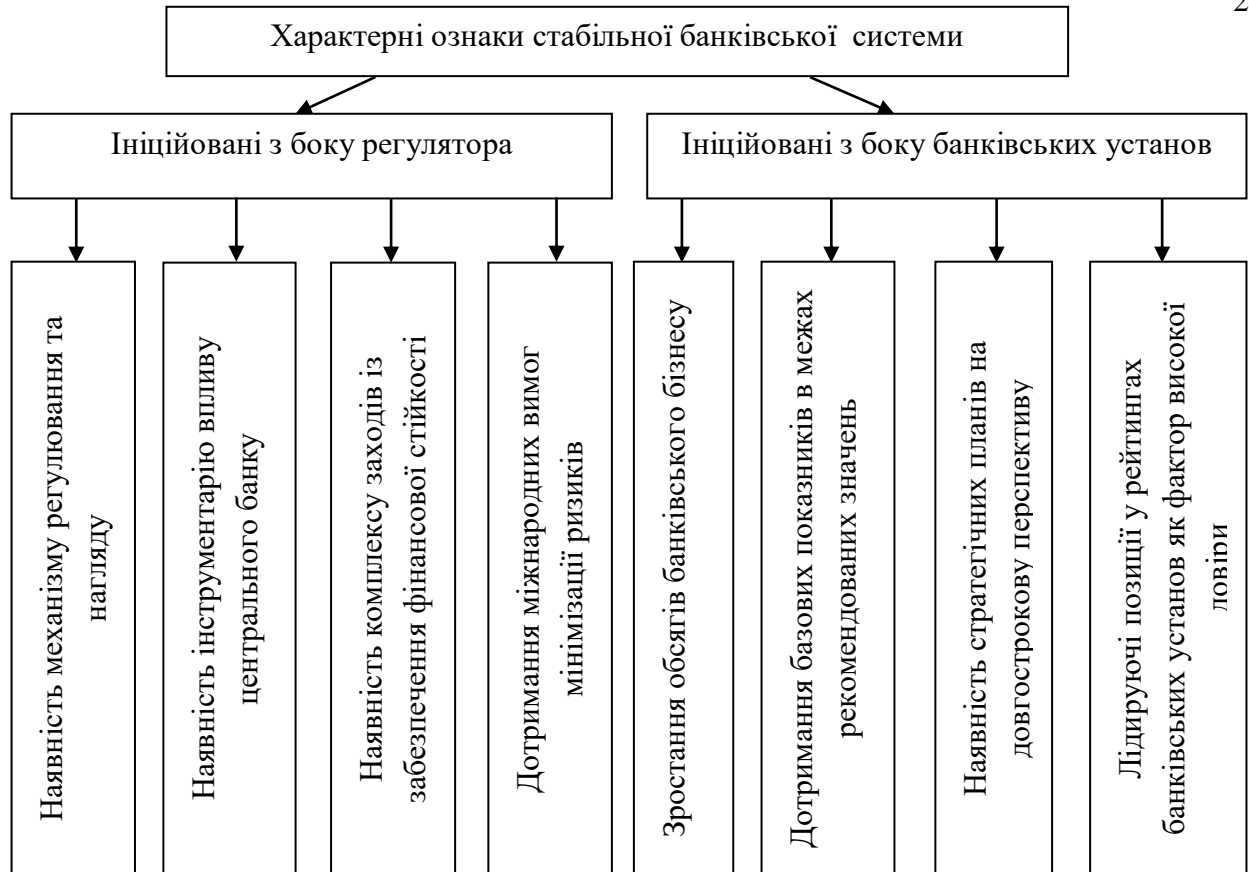 2
Характерні ознаки стабільної банківської системи
Ініційовані з боку регулятора
Ініційовані з боку банківських установ
Наявність механізму регулювання та
нагляду
Наявність інструментарію впливу
центрального банку
Наявність комплексу заходів із
забезпечення фінансової стійкості
Дотримання міжнародних вимог
мінімізації ризиків
Зростання обсягів банківського бізнесу
Дотримання базових показників в межах
рекомендованих значень
Наявність стратегічних планів на
довгострокову перспективу
Лідируючі позиції у рейтингах
банківських установ як фактор високої
довіри